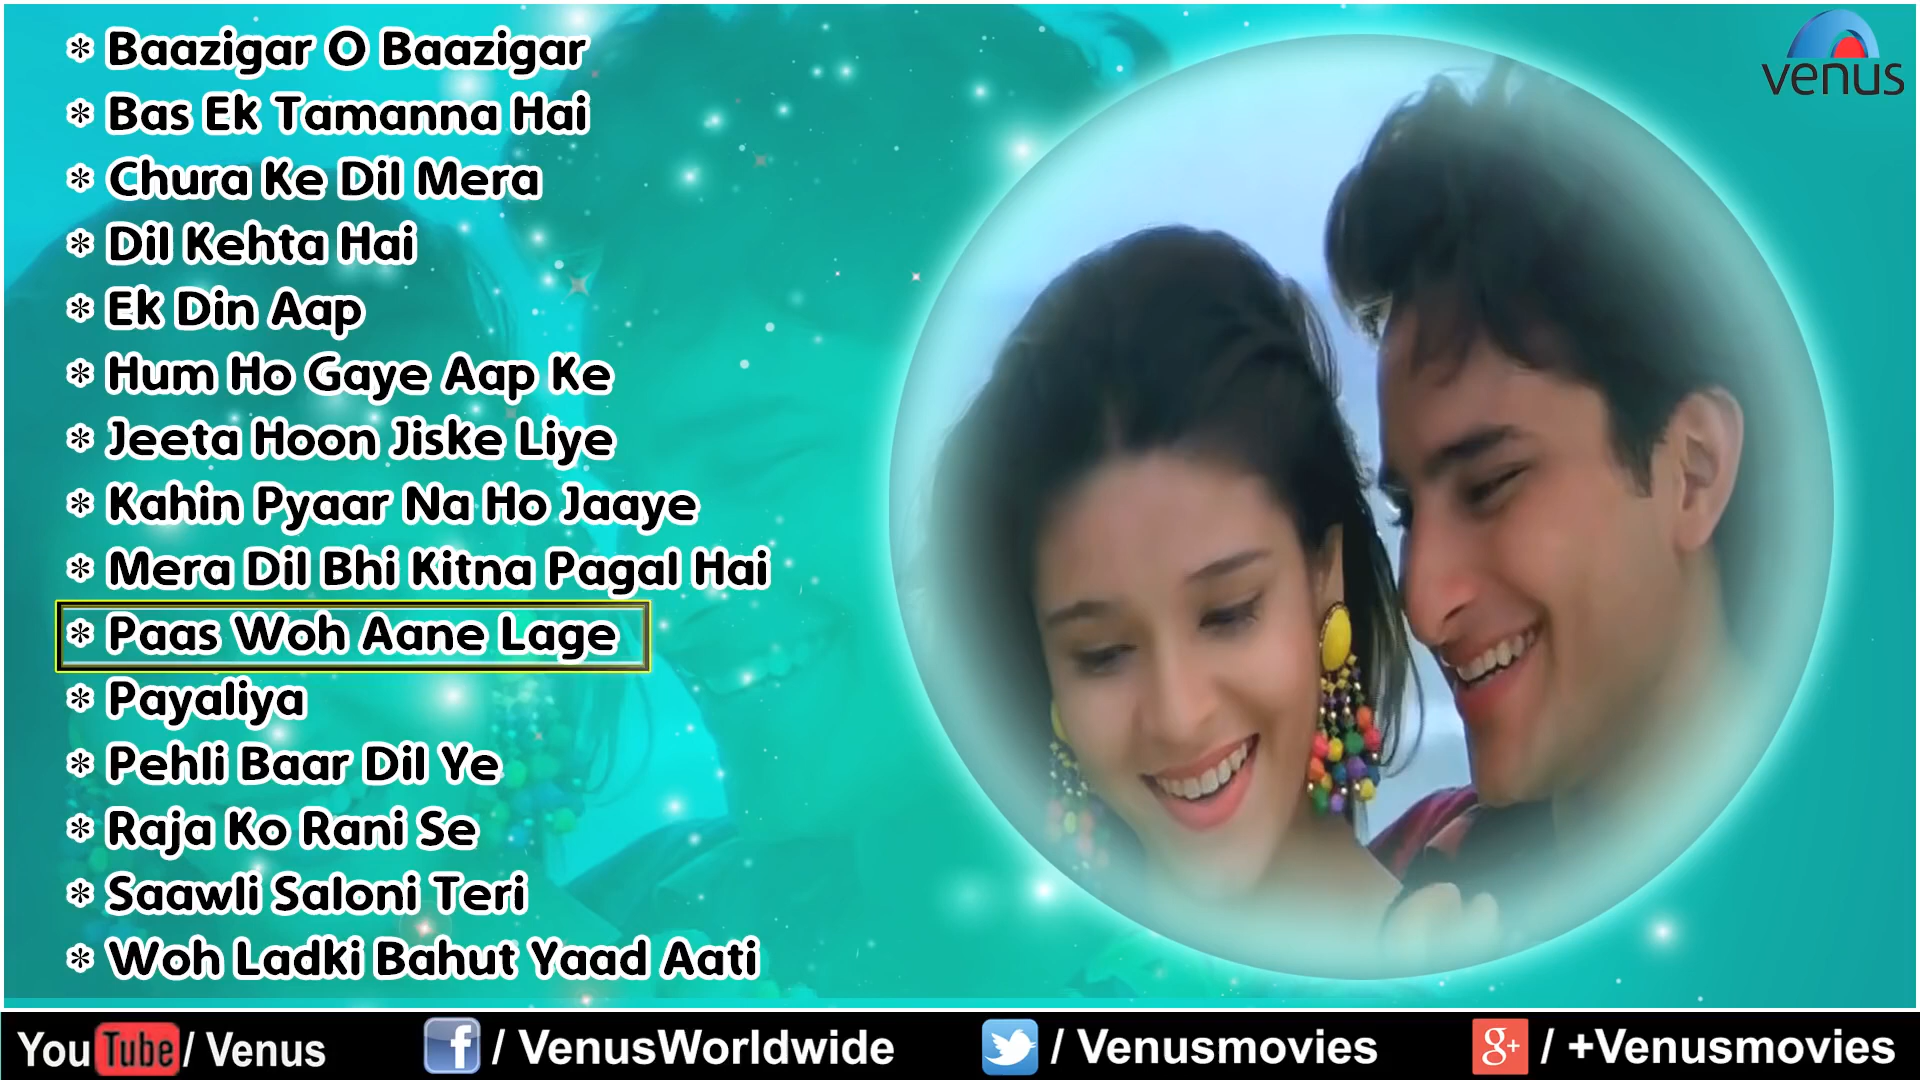 * Baazigar O Baazigar
* Bas Ek Tamanna Hai
* Chura Ke Dil Mera
* Dil Kehta Hai
* Ek Din Aap
* Hum Ho Gaye Aap Ke
* Jeeta Hoon Jiske Liye
* Kahin Pyaar Na Ho Jaaye
* Mera Dil Bhi Kitna Pagal Hai
* Paas Woh Aane Lage
* Payaliya
* Pehli Baar Dil Ye
* Raja Ko Rani Se
* Saawli Saloni Teri
* Woh Ladki Bahut Yaad Aati
venus
YouTube / Venus
f / VenusWorldwide
/ Venusmovies
g+ / +Venusmovies